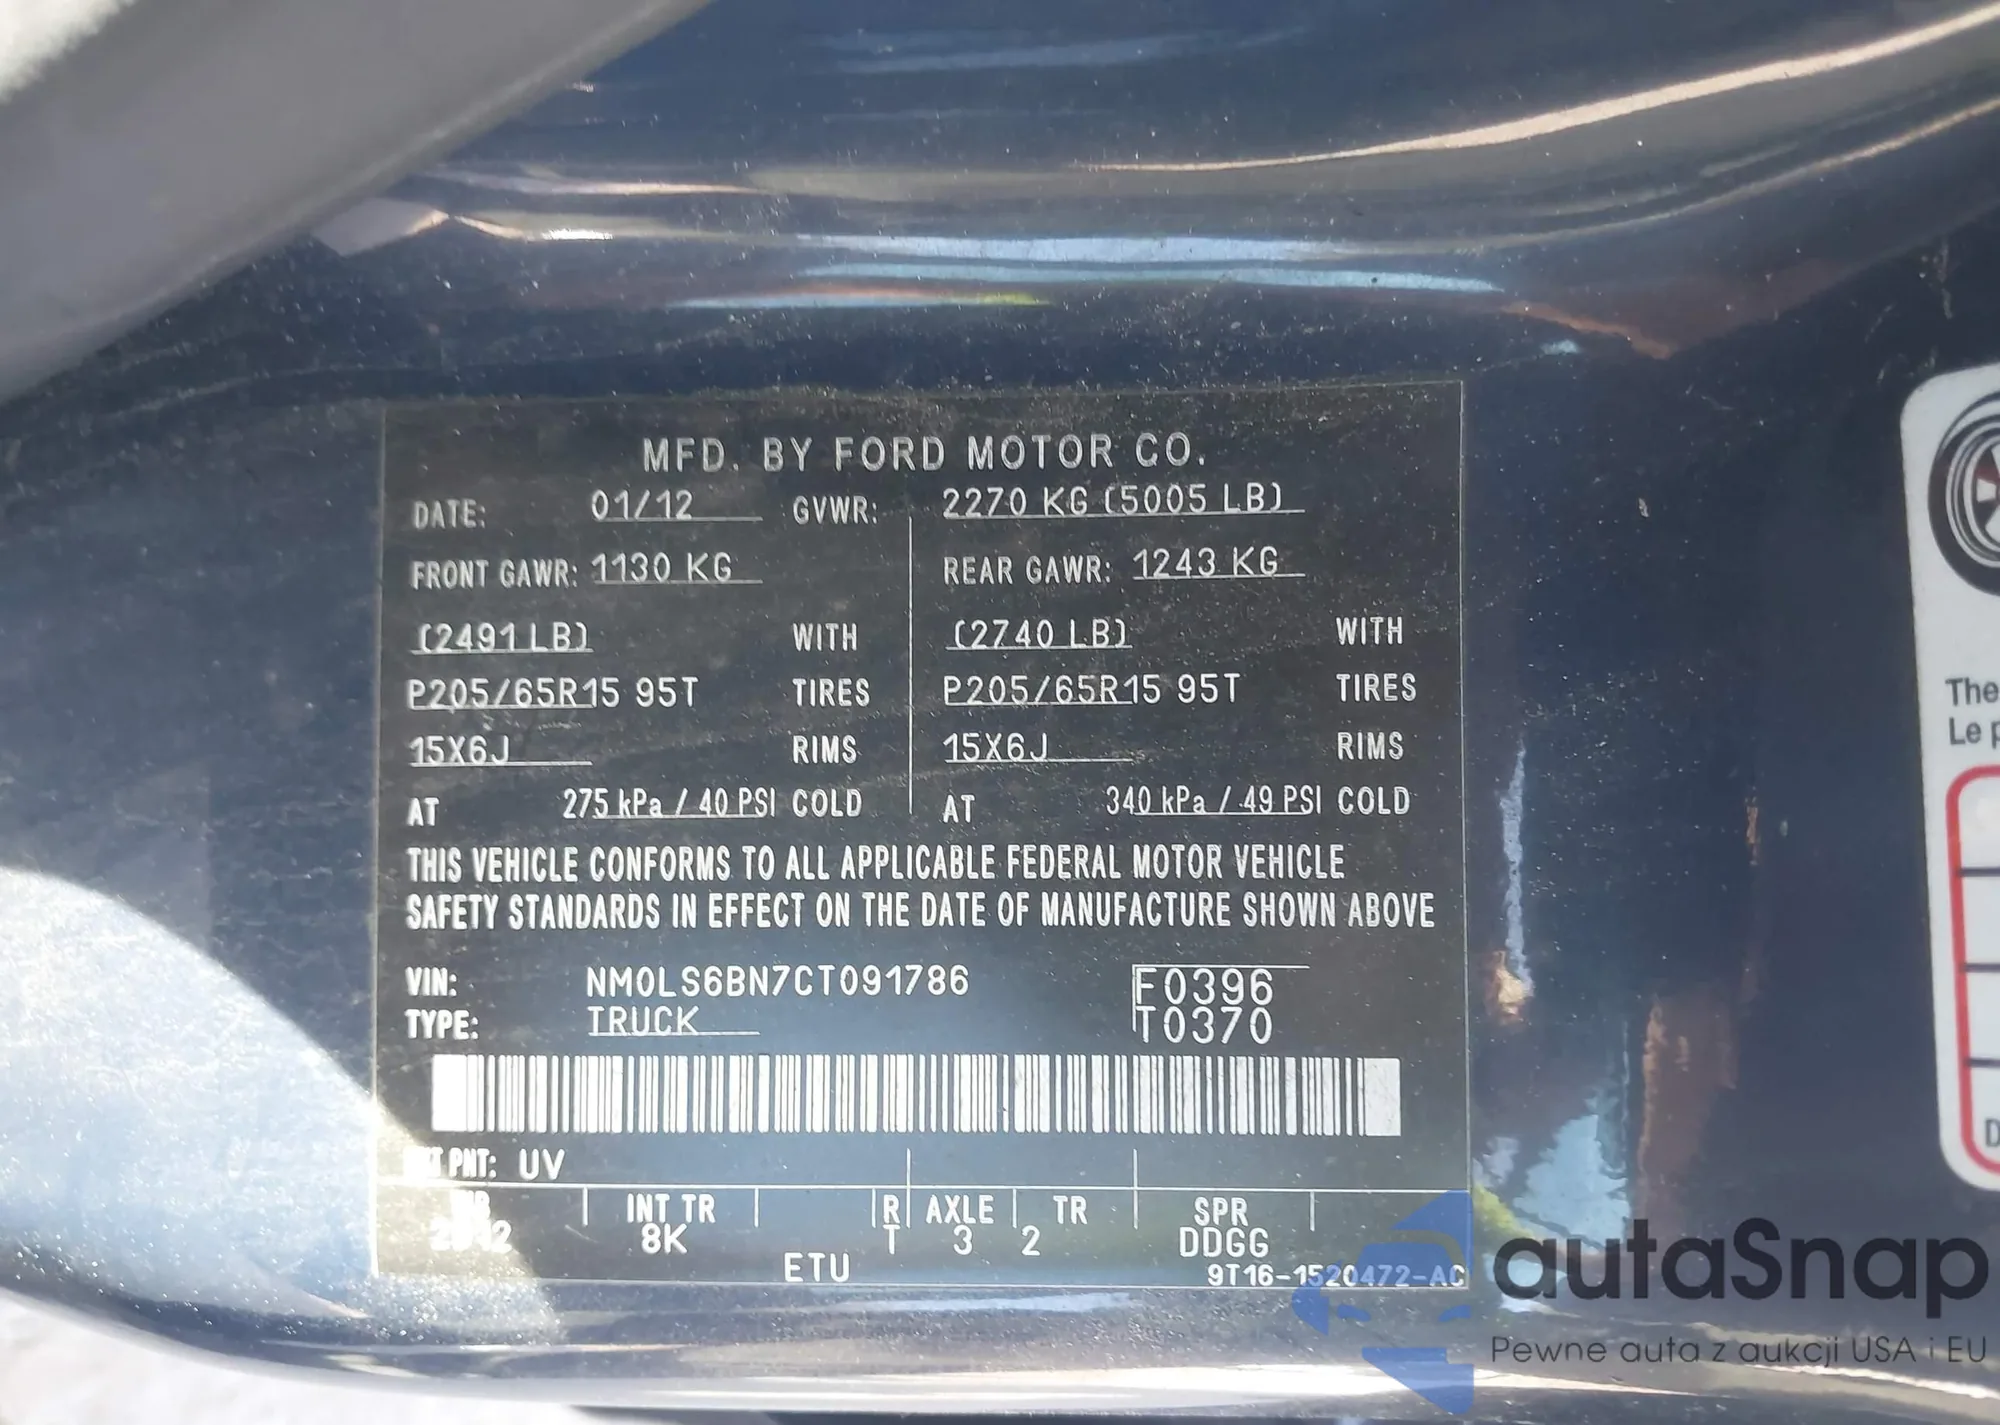 MFD. BY FORD MOTOR CO.
DATE: 01/12 GVWR: 2270 KG (5005 LB)
FRONT GAWR: 1130 KG REAR GAWR: 1243 KG
(2491 LB) WITH (2740 LB) WITH
P205/65R15 95T TIRES P205/65R15 95T TIRES
15X6J RIMS 15X6J RIMS
AT 275 kPa / 40 PSI COLD AT 340 kPa / 49 PSI COLD
THIS VEHICLE CONFORMS TO ALL APPLICABLE FEDERAL MOTOR VEHICLE
SAFETY STANDARDS IN EFFECT ON THE DATE OF MANUFACTURE SHOWN ABOVE
VIN: NM0LS6BN7CT091786 F0396
TYPE: TRUCK T0370
PNT: UV
INT TR R AXLE TR SPR
8K T 3 2 DDGG
ETU 9T16-1520472-AC
The
Le p
D
autaSnap
Pewne auta z aukcji USA i EU